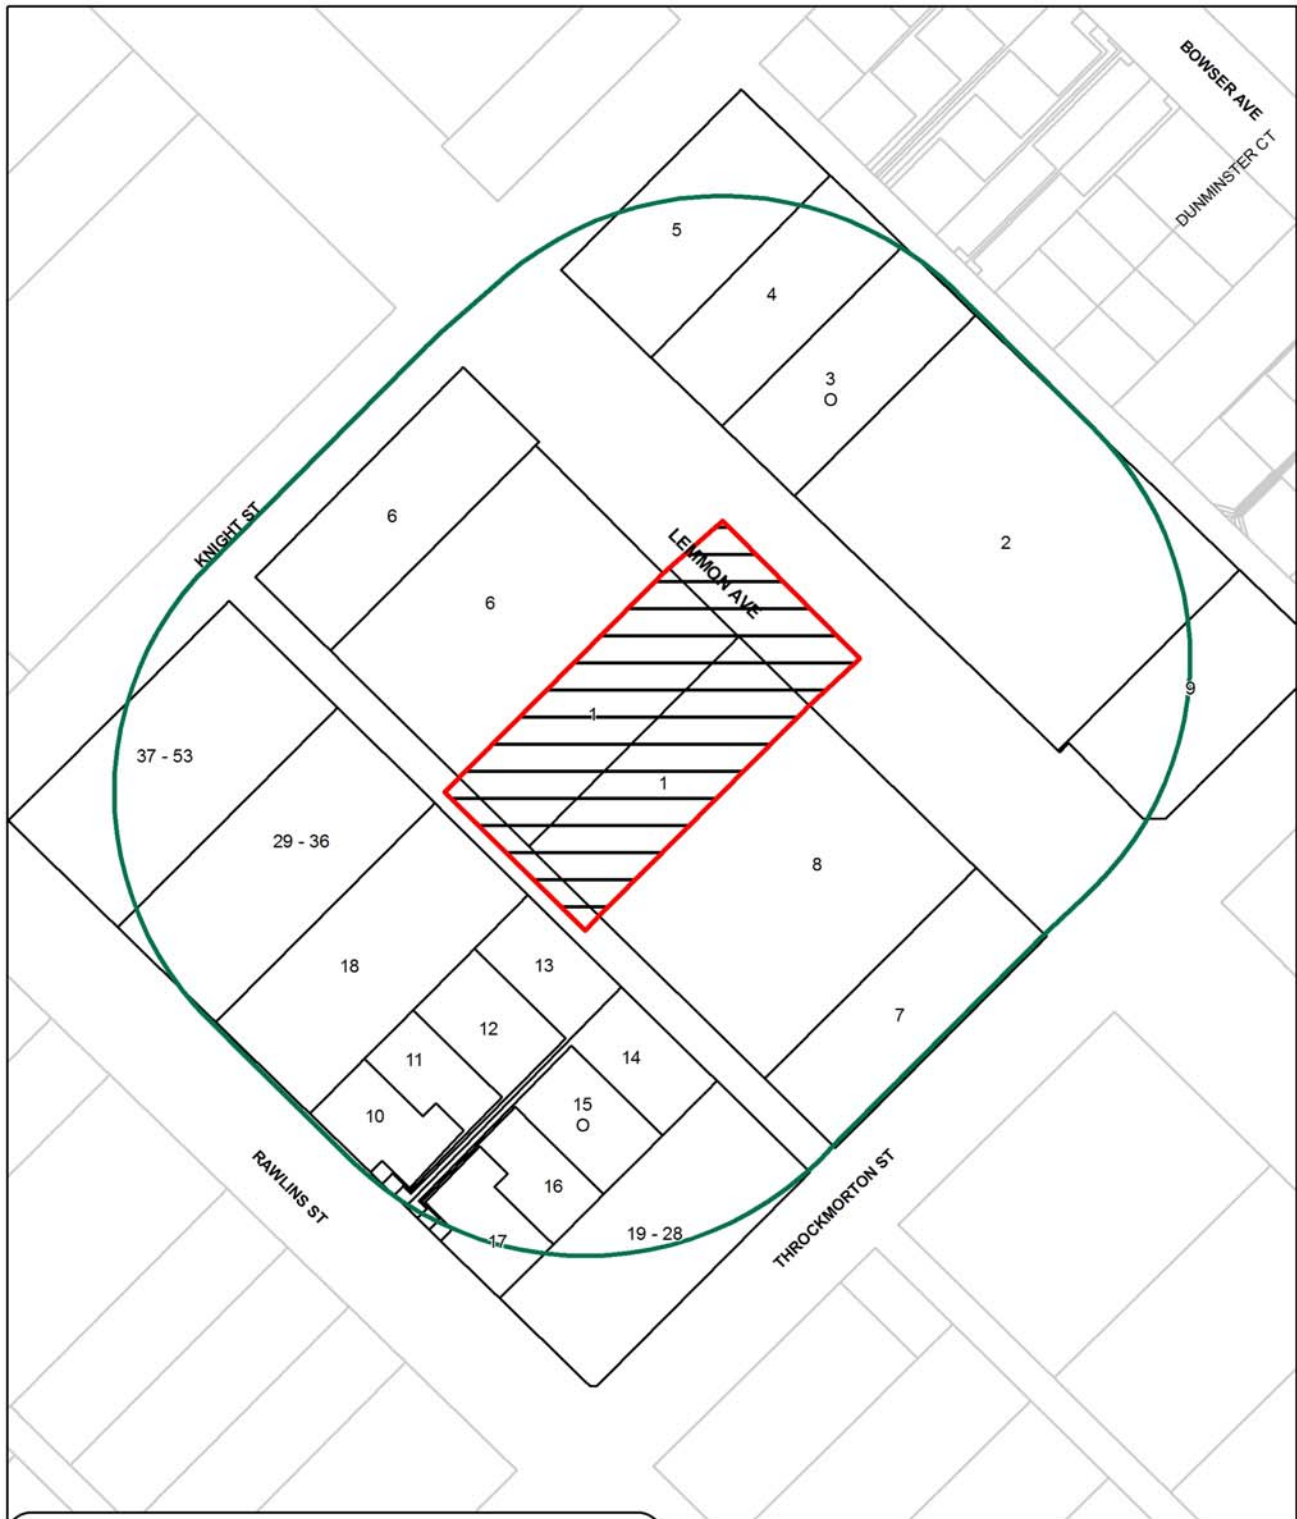 BOWSER AVE
DUNMINSTER CT
5
4
3
O
2
KNIGHT ST
6
LEMMON AVE
6
9
1
37 - 53
1
29 - 36
8
18
13
7
12
14
11
15
O
10
16
RAWLINS ST
17
19 - 28
THROCKMORTON ST